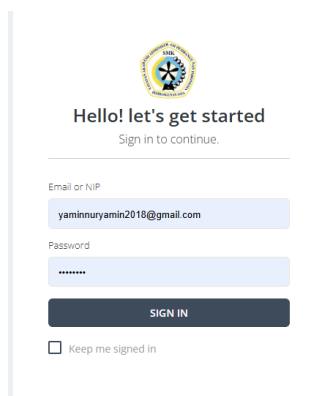 SMK
Hello! let's get started
Sign in to continue.
Email or NIP
yaminnuryamin2018@gmail.com
Password
••••••••
SIGN IN
Keep me signed in